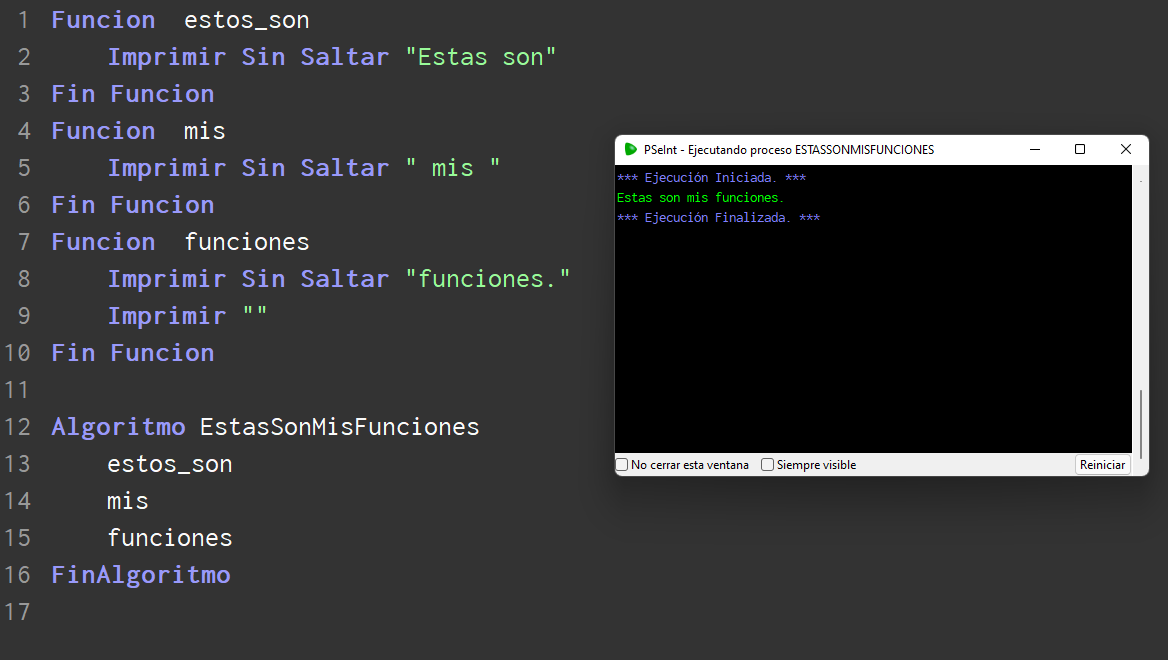 1 Funcion  estos_son
2     Imprimir Sin Saltar "Estas son"
3 Fin Funcion
4 Funcion  mis
5     Imprimir Sin Saltar " mis "
6 Fin Funcion
7 Funcion  funciones
8     Imprimir Sin Saltar "funciones."
9     Imprimir ""
10 Fin Funcion
11
12 Algoritmo EstasSonMisFunciones
13     estos_son
14     mis
15     funciones
16 FinAlgoritmo
17
PSeInt - Ejecutando proceso ESTASSONMISFUNCIONES
*** Ejecución Iniciada. ***
Estas son mis funciones.
*** Ejecución Finalizada. ***
No cerrar esta ventana  Siempre visible  Reiniciar